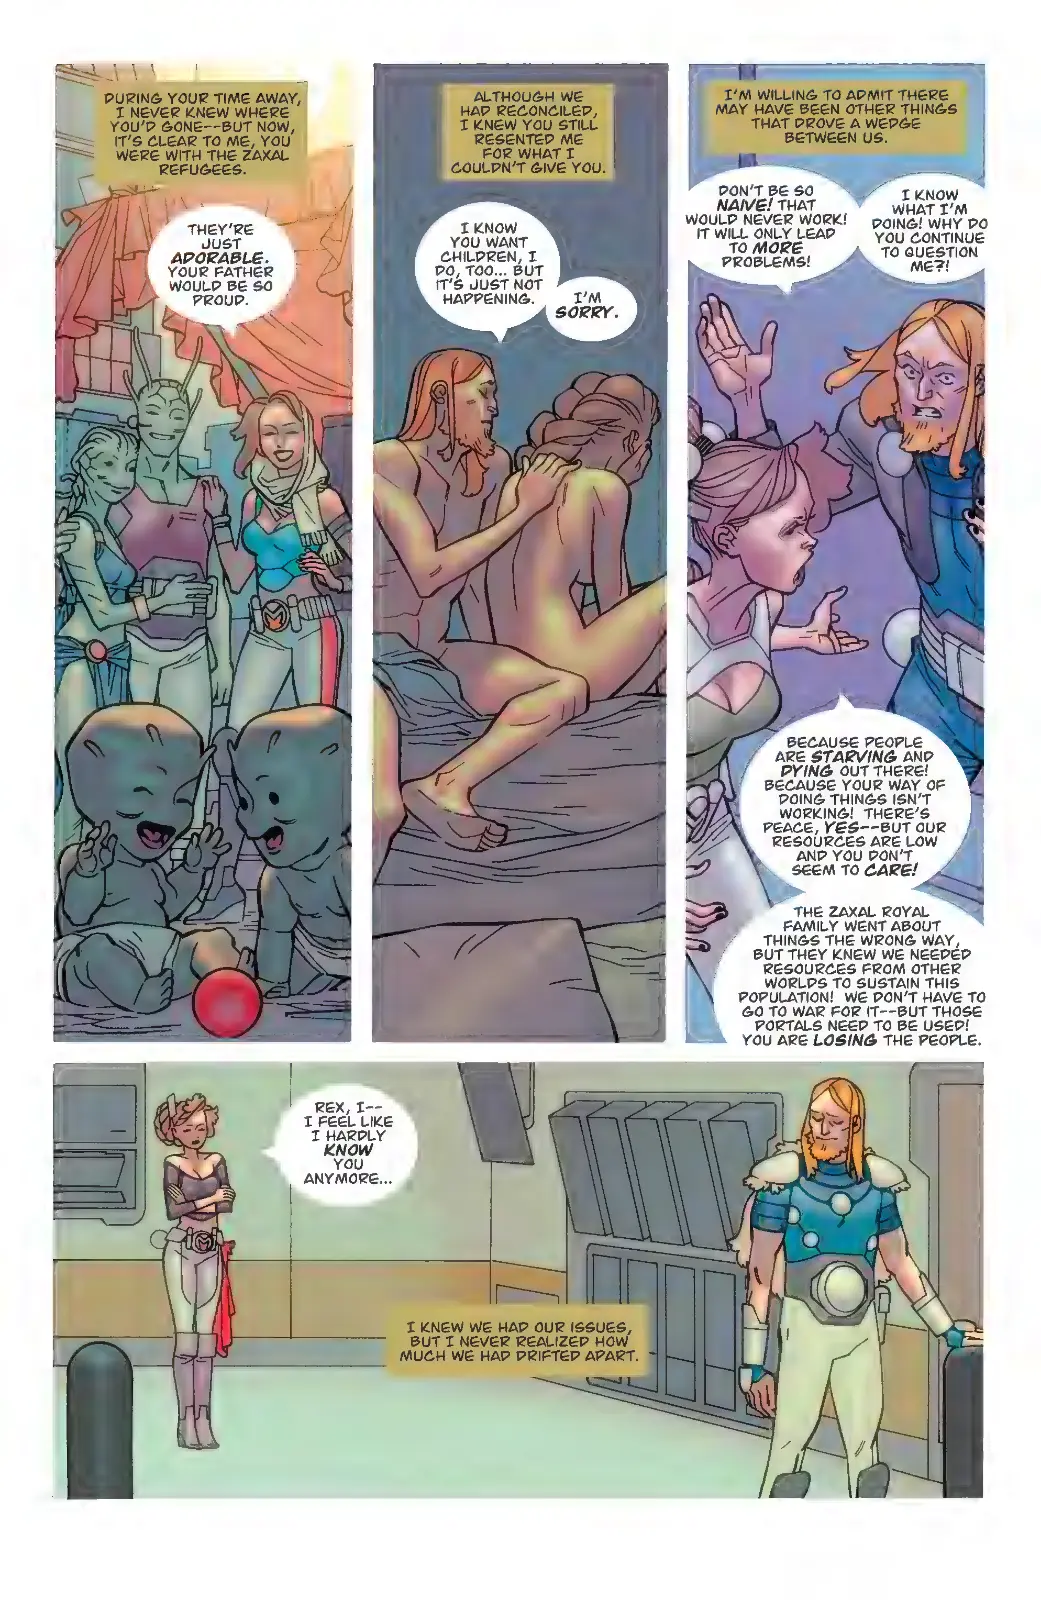 DURING YOUR TIME AWAY,
I NEVER KNEW WHERE
YOU'D GONE--BUT NOW,
IT'S CLEAR TO ME, YOU
WERE WITH THE ZAXAL
REFUGEES.
THEY'RE
JUST
ADORABLE.
YOUR FATHER
WOULD BE SO
PROUD.
ALTHOUGH WE
HAD RECONCILED,
I KNEW YOU STILL
RESENTED ME
FOR WHAT I
COULDN'T GIVE YOU.
I KNOW
YOU WANT
CHILDREN, I
DO, TOO... BUT
IT'S JUST NOT
HAPPENING.
I'M
SORRY.
I'M WILLING TO ADMIT THERE
MAY HAVE BEEN OTHER THINGS
THAT DROVE A WEDGE
BETWEEN US.
DON'T BE SO
NAIVE! THAT
WOULD NEVER WORK!
IT WILL ONLY LEAD
TO MORE
PROBLEMS!
I KNOW
WHAT I'M
DOING! WHY DO
YOU CONTINUE
TO QUESTION
ME?!
BECAUSE PEOPLE
ARE STARVING AND
DYING OUT THERE!
BECAUSE YOUR WAY OF
DOING THINGS ISN'T
WORKING! THERE'S
PEACE, YES--BUT OUR
RESOURCES ARE LOW
AND YOU DON'T
SEEM TO CARE!
THE ZAXAL ROYAL
FAMILY WENT ABOUT
THINGS THE WRONG WAY,
BUT THEY KNEW WE NEEDED
RESOURCES FROM OTHER
WORLDS TO SUSTAIN THIS
POPULATION! WE DON'T HAVE TO
GO TO WAR FOR IT--BUT THOSE
PORTALS NEED TO BE USED!
YOU ARE LOSING THE PEOPLE.
REX, I--
I FEEL LIKE
I HARDLY
KNOW
YOU
ANYMORE...
I KNEW WE HAD OUR ISSUES,
BUT I NEVER REALIZED HOW
MUCH WE HAD DRIFTED APART.